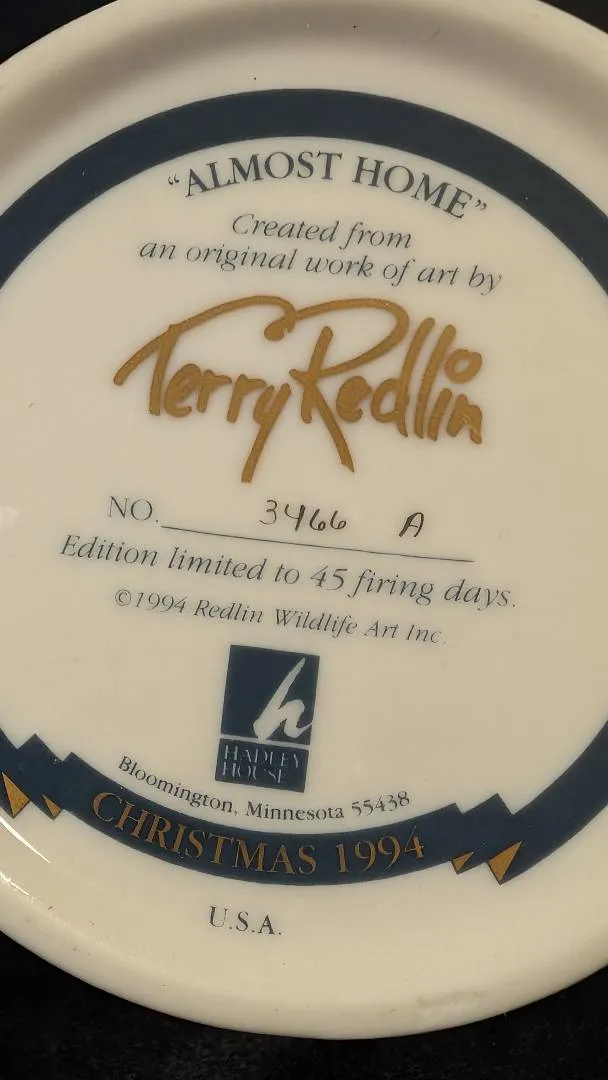 “ALMOST HOME”
Created from
an original work of art by
Terry Redlin
NO. 3466 A
Edition limited to 45 firing days.
©1994 Redlin Wildlife Art Inc.
h
HADLEY
HOUSE
Bloomington, Minnesota 55438
CHRISTMAS 1994
U.S.A.